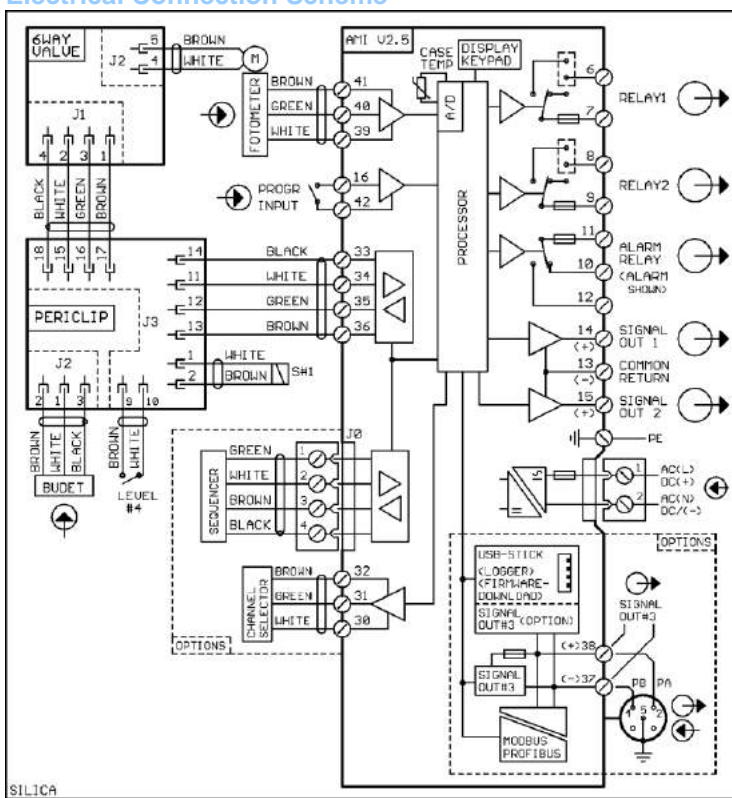 Electrical Connection Scheme
6WAY
VALVE
J2
5
4
BROWN
WHITE
M
J1
4
2
3
1
BLACK
WHITE
GREEN
BROWN
18
15
16
17
PERICLIP
J3
J2
2
1
3
BROWN
WHITE
BLACK
BUDET
9
10
BROWN
WHITE
LEVEL
#4
14
11
12
13
1
2
BLACK
WHITE
GREEN
BROWN
WHITE
BROWN
S#1
33
34
35
36
FOTOMETER
BROWN
GREEN
WHITE
41
40
39
PROGR
INPUT
16
42
AMI V2.5
CASE
TEMP
DISPLAY
KEYPAD
A/D
PROCESSOR
6
7
RELAY1
8
9
RELAY2
11
10
12
ALARM
RELAY
(ALARM
SHOWN)
14
(+)
SIGNAL
OUT 1
13
(-)
COMMON
RETURN
15
(+)
SIGNAL
OUT 2
PE
1
2
AC(L)
DC(+)
AC(N)
DC/(-)
SEQUENCER
GREEN
WHITE
BROWN
BLACK
J0
1
2
3
4
CHANNEL
SELECTOR
BROWN
GREEN
WHITE
32
31
30
OPTIONS
OPTIONS
USB-STICK
(LOGGER)
(FIRMWARE-
DOWNLOAD)
SIGNAL
OUT#3 (OPTION)
SIGNAL
OUT#3
(+)38
(-)37
SIGNAL
OUT#3
PB PA
1
5
2
MODBUS
PROFIBUS
SILICA